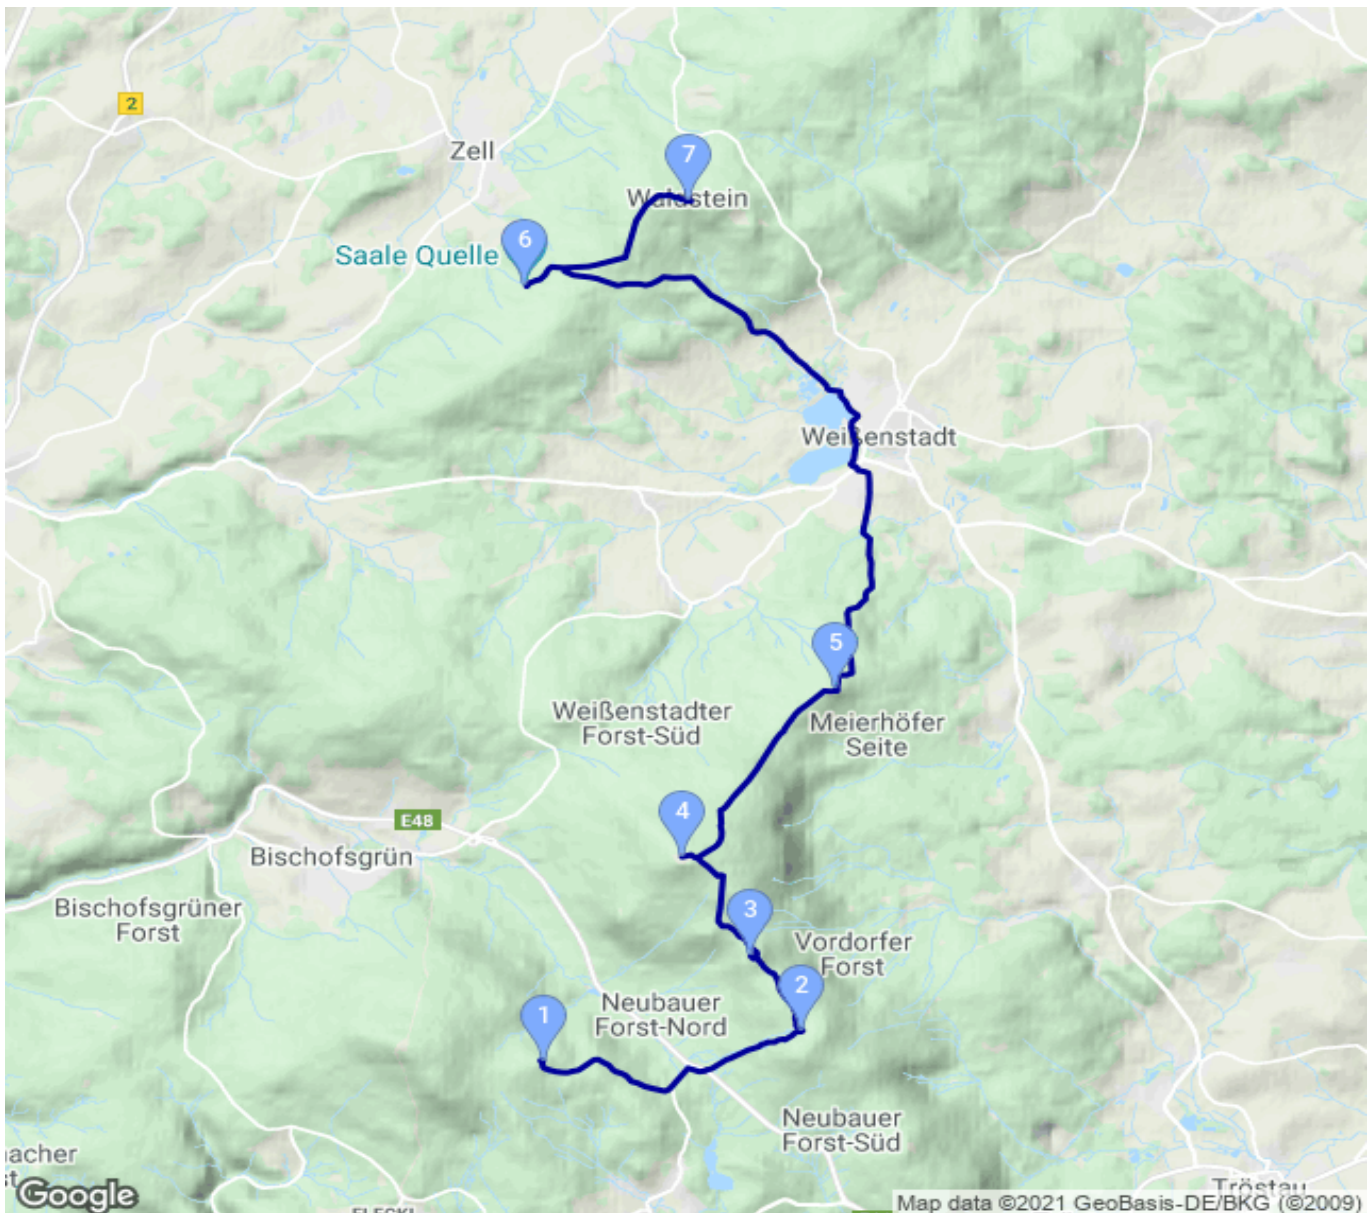 2
Zell
7
Waldstein
6
Saale Quelle
Weißenstadt
5
Weißenstadter
Forst-Süd
Meierhöfer
Seite
4
E48
Bischofsgrün
Bischofsgrüner
Forst
3
Vordorfer
Forst
2
Neubauer
Forst-Nord
1
Neubauer
Forst-Süd
Tröstau
Google
Map data ©2021 GeoBasis-DE/BKG (©2009)